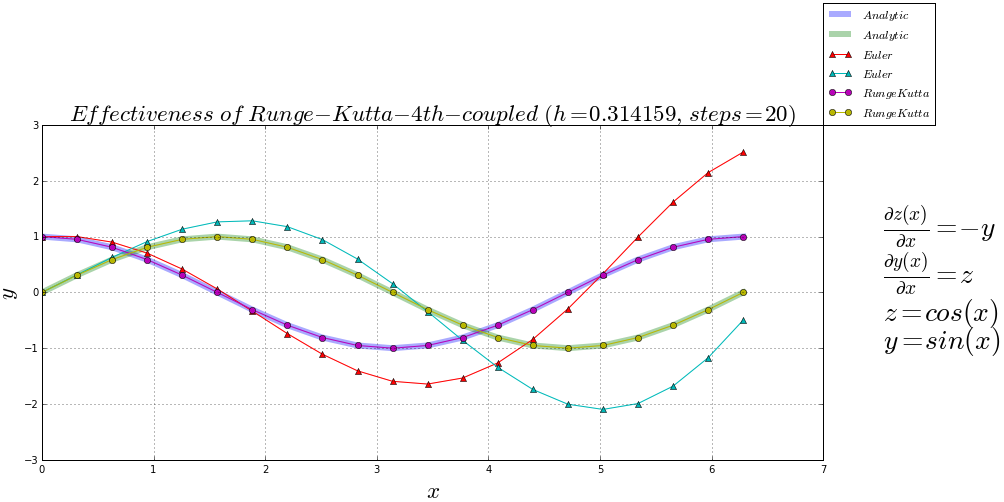 Analytic
Analytic
Euler
Euler
RungeKutta
RungeKutta
Effectiveness of Runge−Kutta−4th−coupled (h=0.314159, steps=20)
3
2
1
0
−1
−2
−3
y
0 1 2 3 4 5 6 7
x
∂z(x)/∂x = −y
∂y(x)/∂x = z
z=cos(x)
y=sin(x)